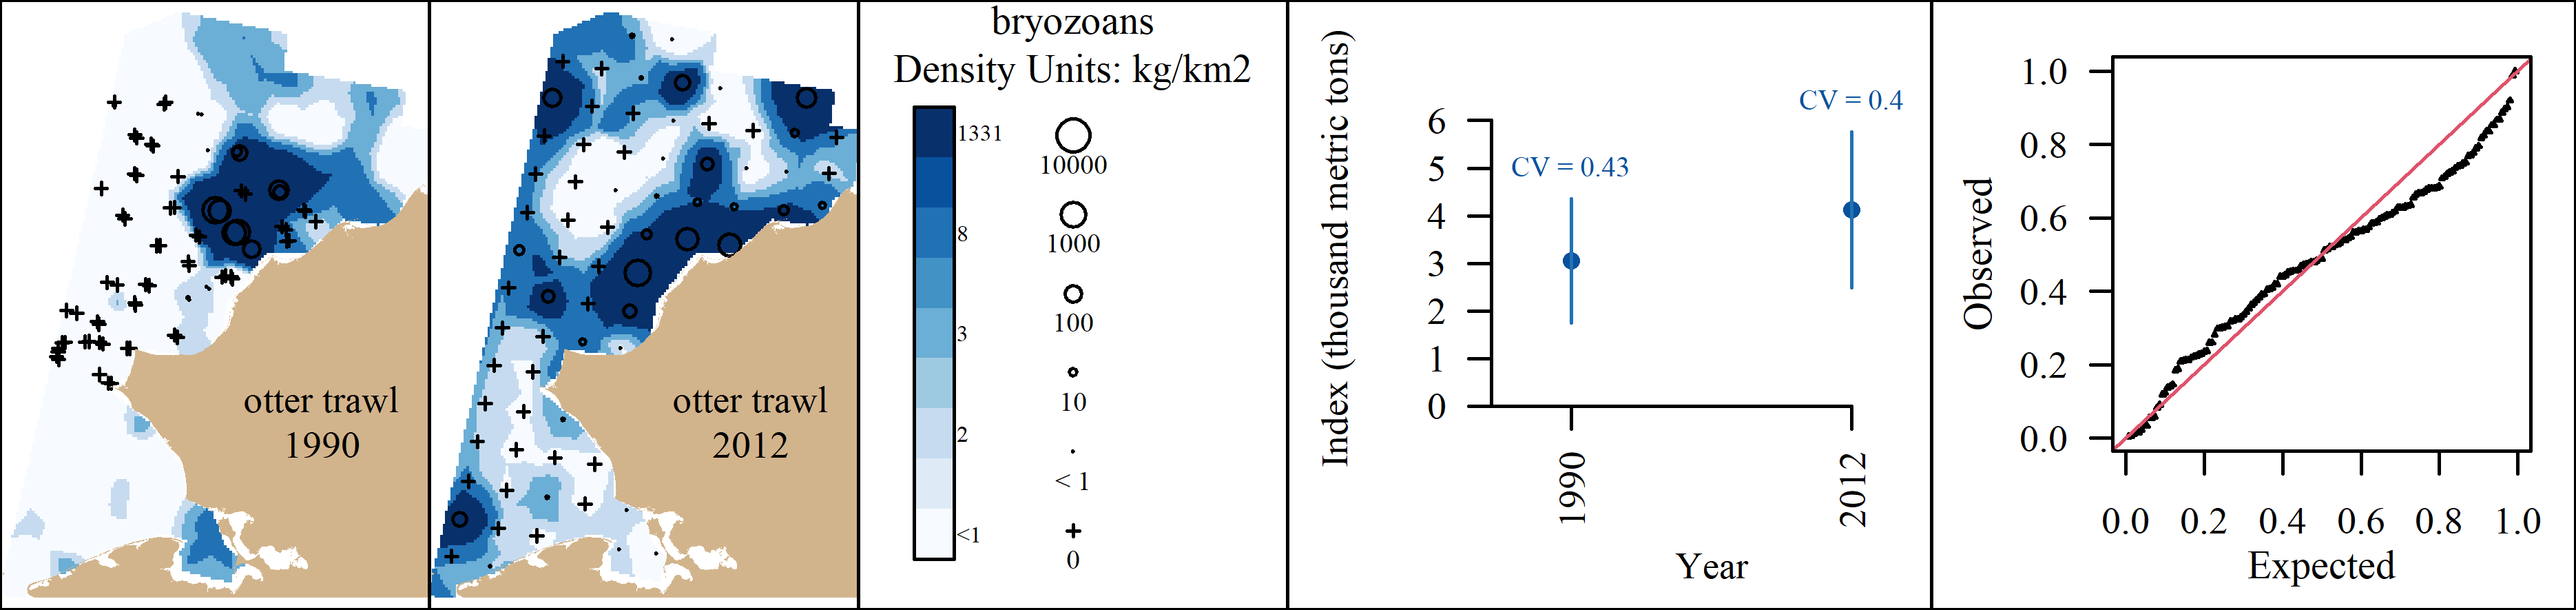 otter trawl
1990
otter trawl
2012
bryozoans
Density Units: kg/km2
1331
8
3
2
<1
10000
1000
100
10
< 1
0
Index (thousand metric tons)
6
5
4
3
2
1
0
CV = 0.43
CV = 0.4
1990
2012
Year
Observed
1.0
0.8
0.6
0.4
0.2
0.0
0.0 0.2 0.4 0.6 0.8 1.0
Expected